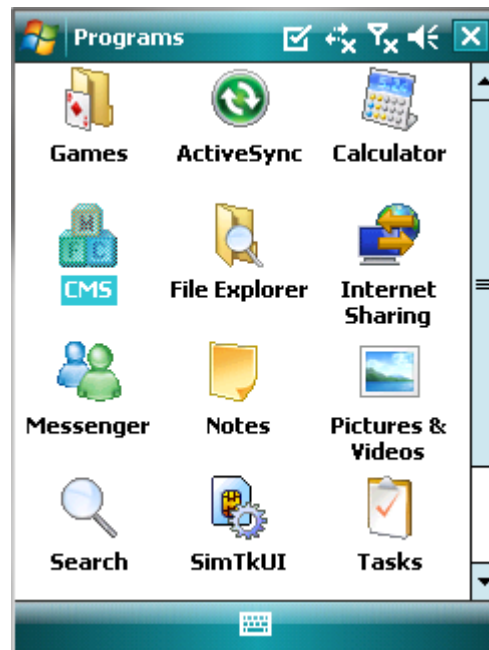 Programs
Games
ActiveSync
Calculator
M
F C
CMS
File Explorer
Internet
Sharing
Messenger
Notes
Pictures &
Videos
Search
SimTkUI
Tasks